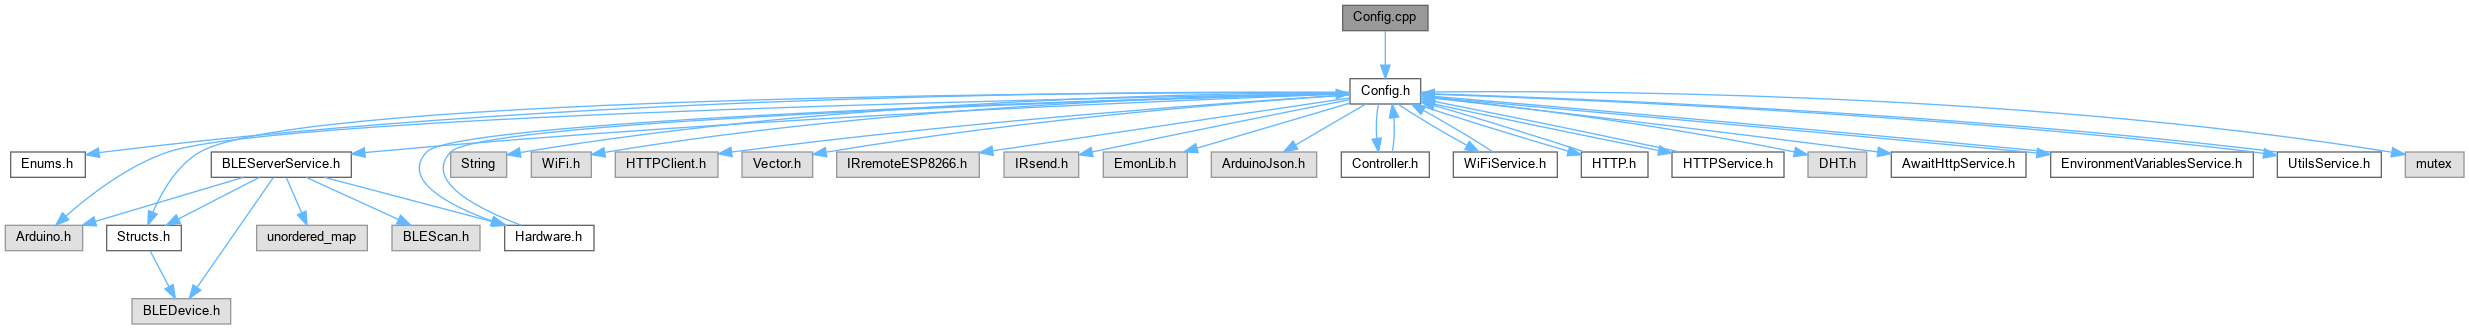 Config.cpp
Config.h
Enums.h
BLEServerService.h
String
WiFi.h
HTTPClient.h
Vector.h
IRremoteESP8266.h
IRsend.h
EmonLib.h
ArduinoJson.h
Controller.h
WiFiService.h
HTTP.h
HTTPService.h
DHT.h
AwaitHttpService.h
EnvironmentVariablesService.h
UtilsService.h
mutex
Arduino.h
Structs.h
unordered_map
BLEScan.h
Hardware.h
BLEDevice.h